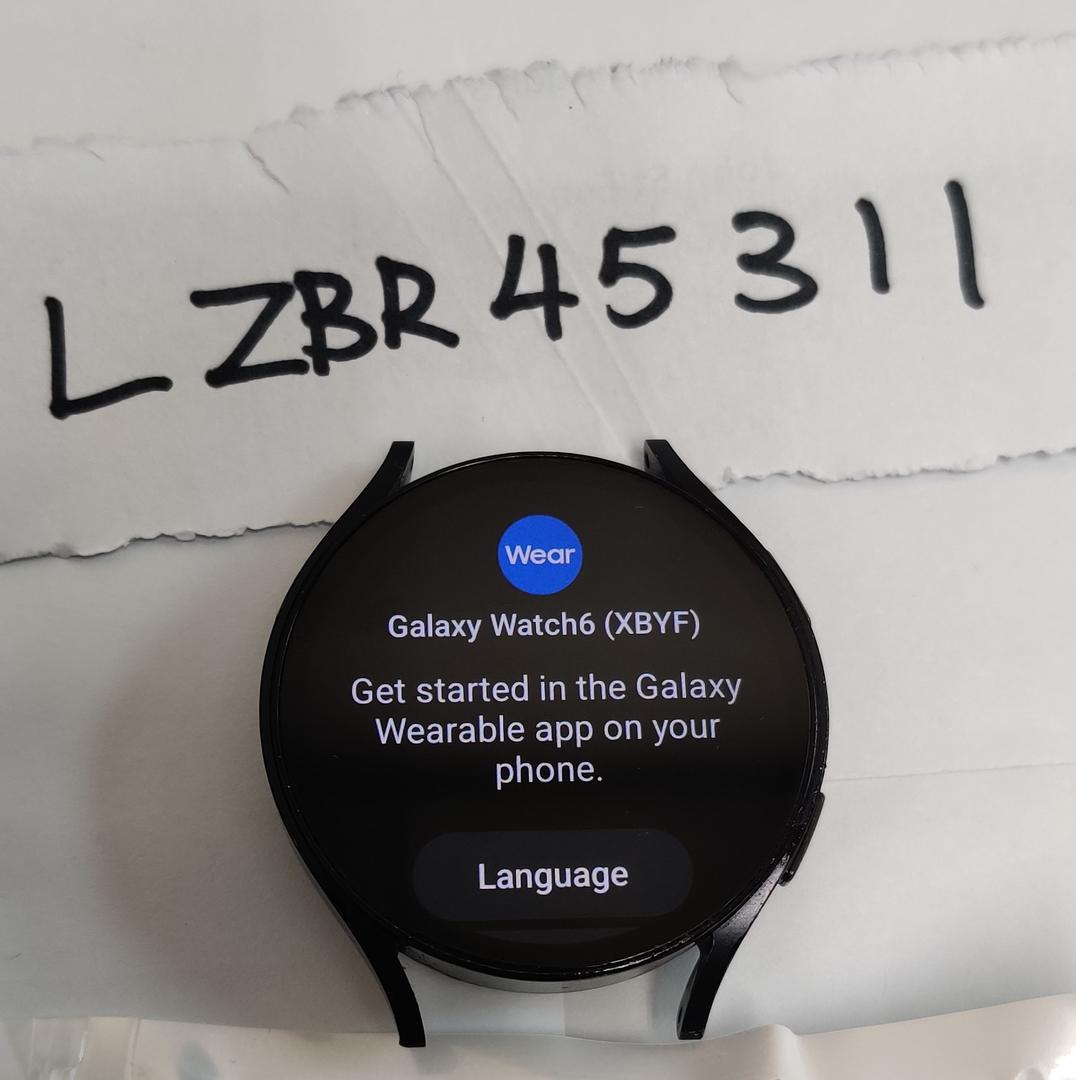 LZBR45311
Wear
Galaxy Watch6 (XBYF)
Get started in the Galaxy
Wearable app on your
phone.
Language